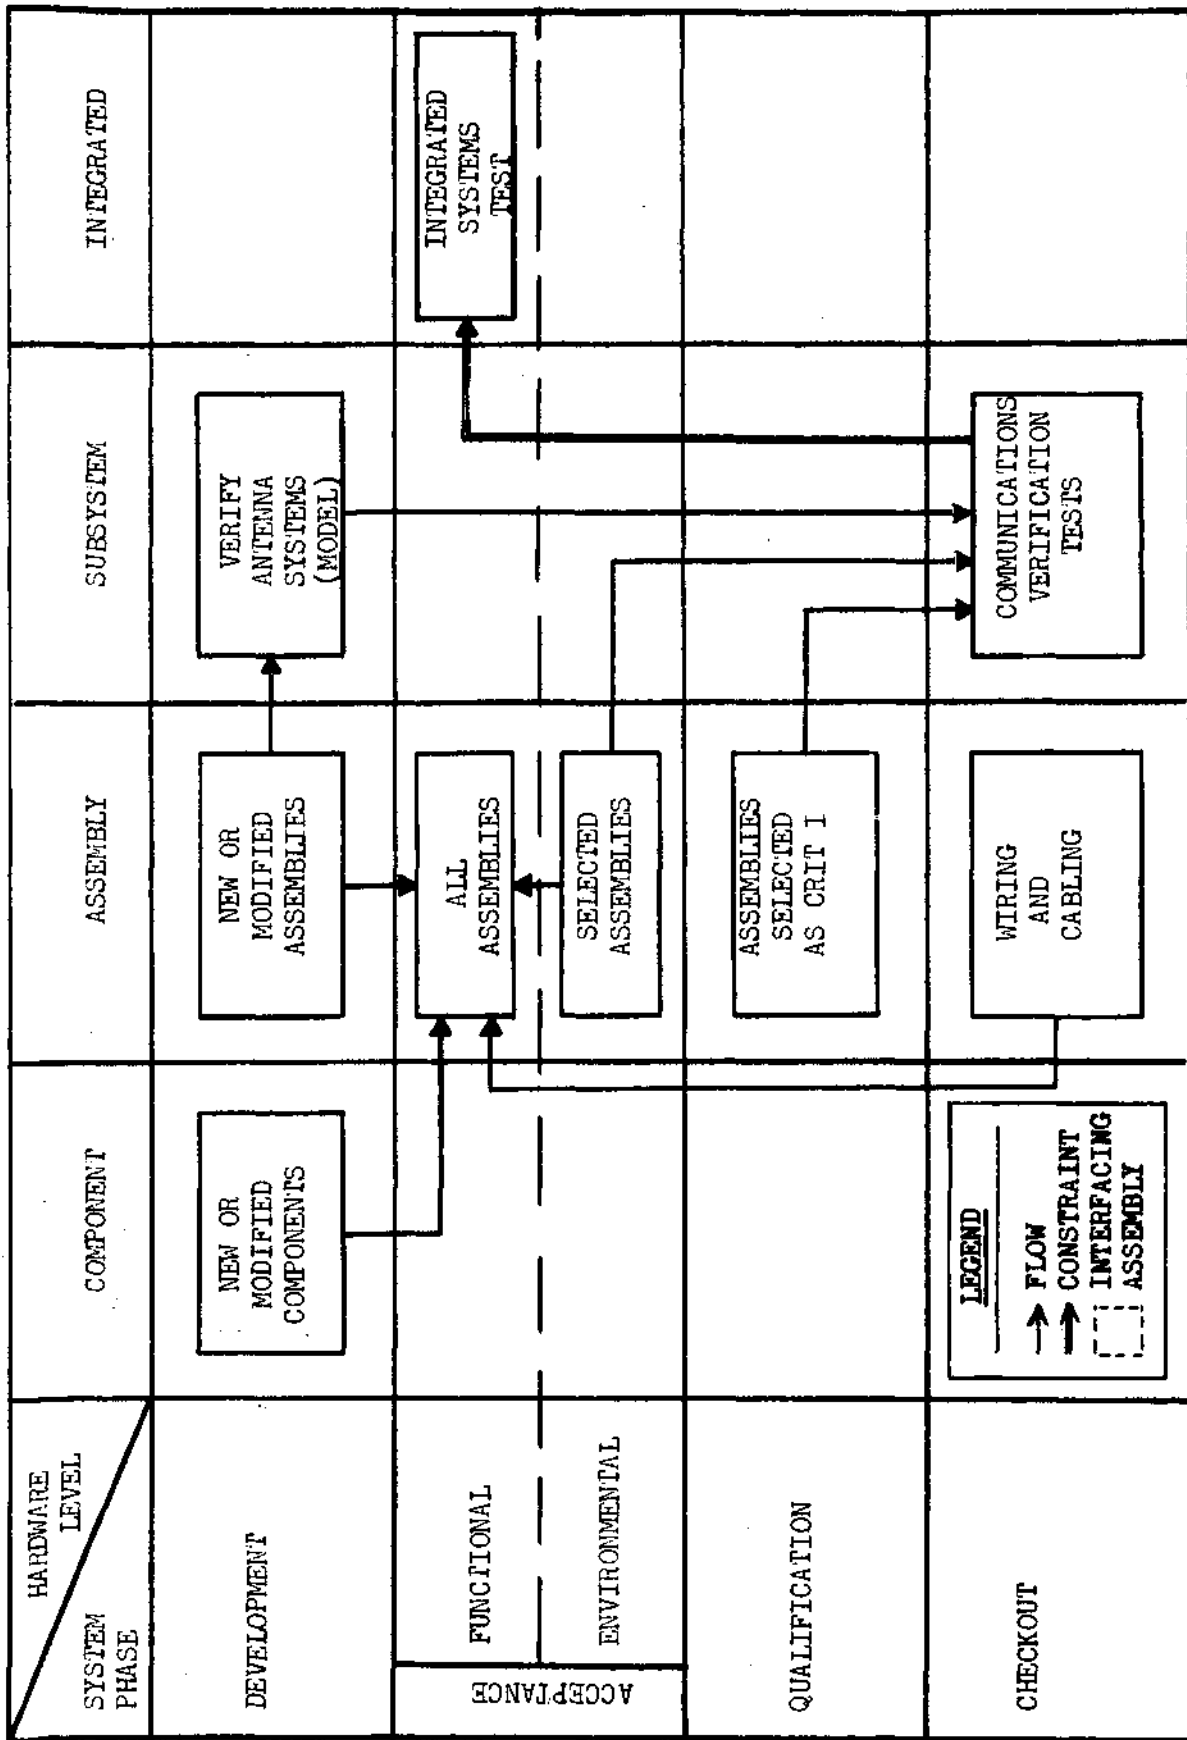 HARDWARE
LEVEL
SYSTEM
PHASE
COMPONENT
ASSEMBLY
SUBSYSTEM
INTEGRATED
DEVELOPMENT
NEW OR
MODIFIED
COMPONENTS
NEW OR
MODIFIED
ASSEMBLIES
VERIFY
ANTENNA
SYSTEMS
(MODEL)
ACCEPTANCE
FUNCTIONAL
ALL
ASSEMBLIES
INTEGRATED
SYSTEMS
TEST
ENVIRONMENTAL
SELECTED
ASSEMBLIES
QUALIFICATION
ASSEMBLIES
SELECTED
AS CRIT I
CHECKOUT
LEGEND
FLOW
CONSTRAINT
INTERFACING
ASSEMBLY
WIRING
AND
CABLING
COMMUNICATIONS
VERIFICATION
TESTS